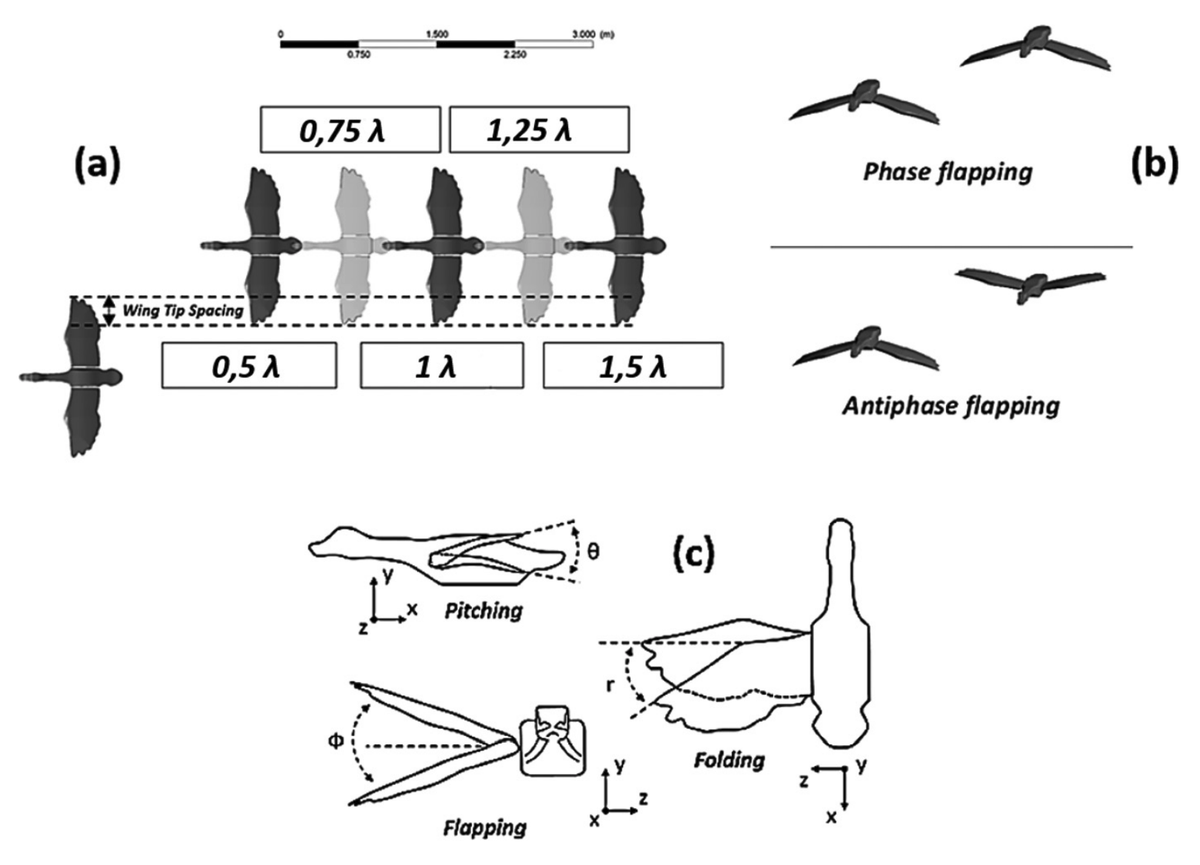 0 1.500 3.000 (m)
0.750 2.250
0,75 λ 1,25 λ
(a)
Wing Tip Spacing
0,5 λ 1 λ 1,5 λ
Phase flapping
(b)
Antiphase flapping
(c)
θ
y
x
z
Pitching
r
Folding
z y
x
Φ
y
z
x
Flapping